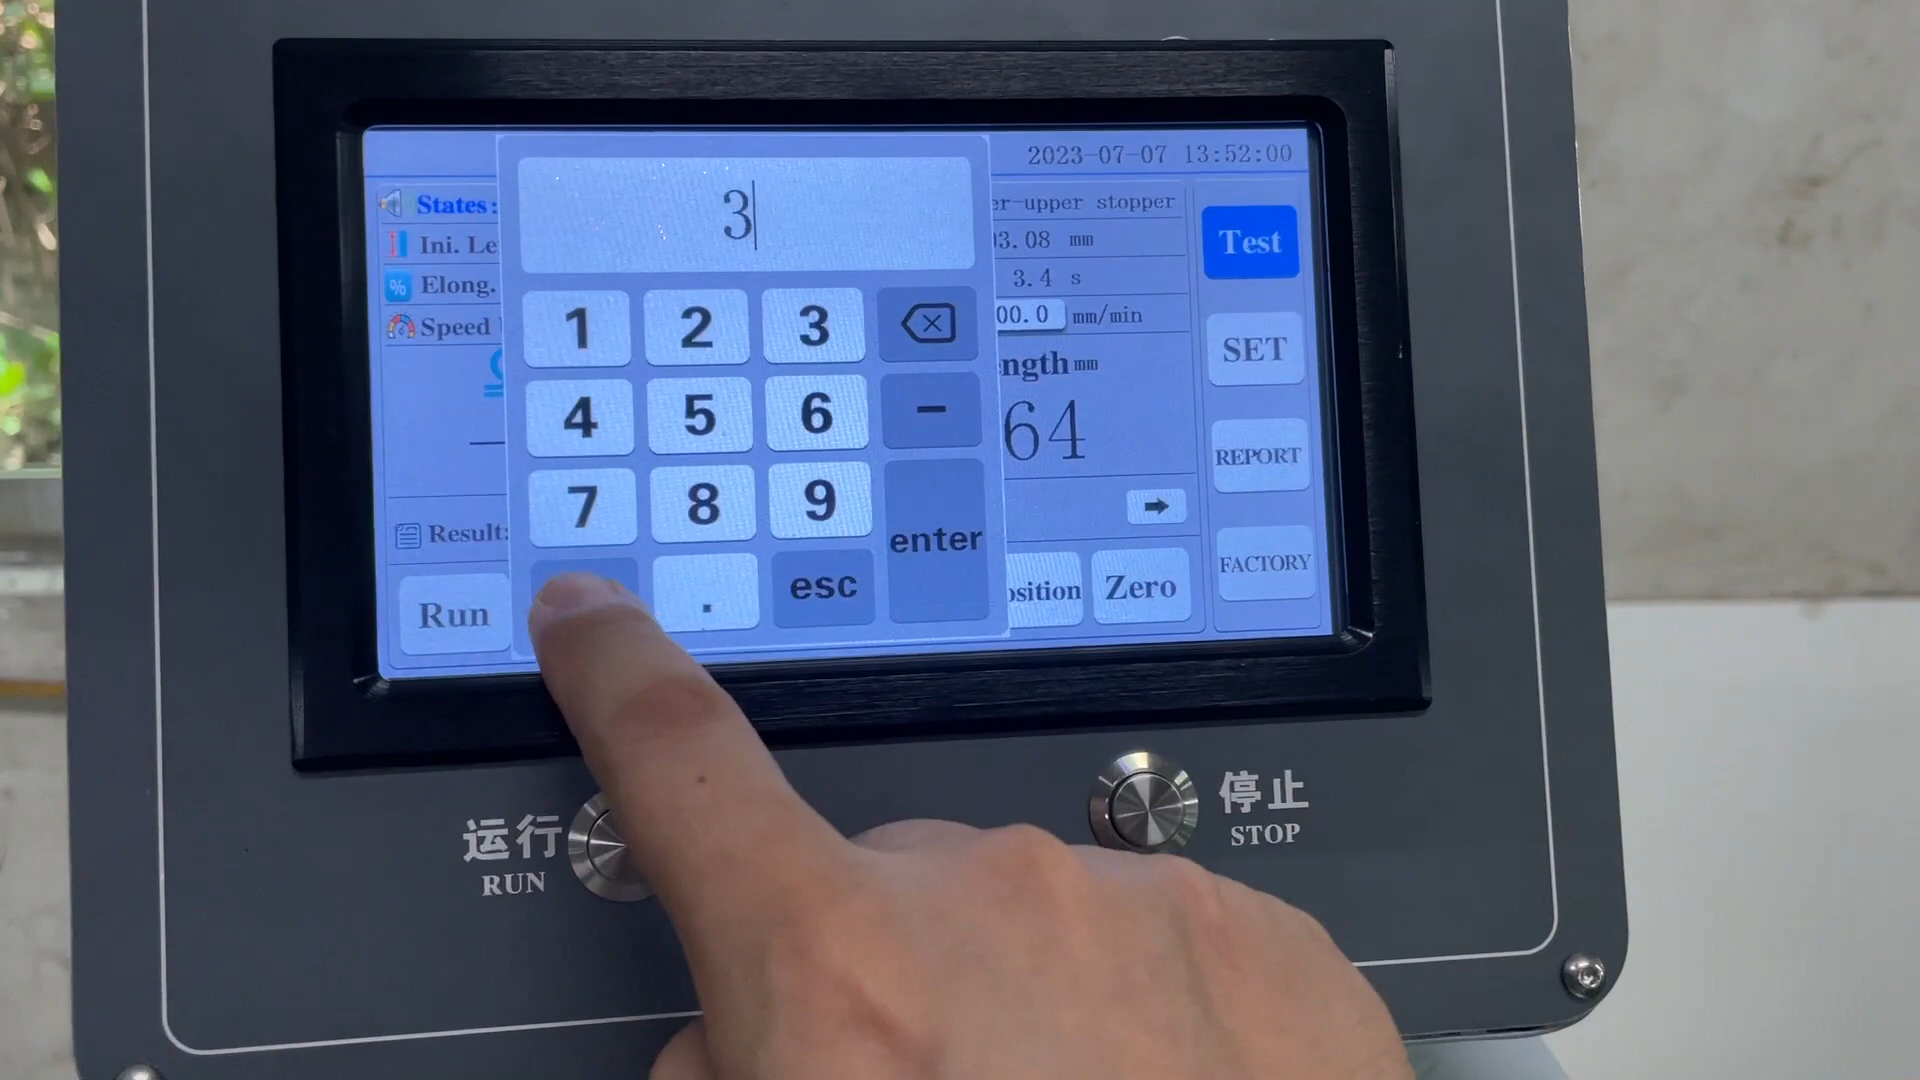 2023-07-07 13:52:00
3
States:
er-upper stopper
Test
Ini. Le
03.08 mm
% Elong.
3.4 s
1 2 3
Speed
00.0 mm/min
SET
ngth mm
4 5 6 -
64
REPORT
7 8 9
Result:
enter
➡
FACTORY
Run
.
esc
osition
Zero
运行
RUN
停止
STOP